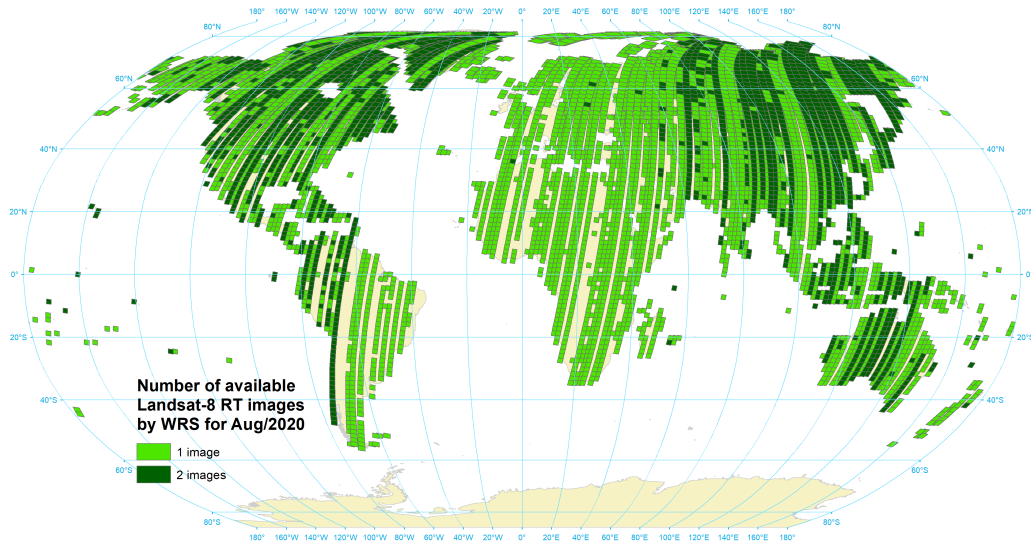 180° 160°W 140°W 120°W 100°W 80°W 60°W 40°W 20°W 0° 20°E 40°E 60°E 80°E 100°E 120°E 140°E 160°E 180°
80°N 80°N
60°N 60°N
40°N 40°N
20°N 20°N
0° 0°
20°S 20°S
Number of available
Landsat-8 RT images
by WRS for Aug/2020
40°S 40°S
1 image
2 images
60°S 60°S
80°S 80°S
180° 160°W 140°W 120°W 100°W 80°W 60°W 40°W 20°W 0° 20°E 40°E 60°E 80°E 100°E 120°E 140°E 160°E 180°